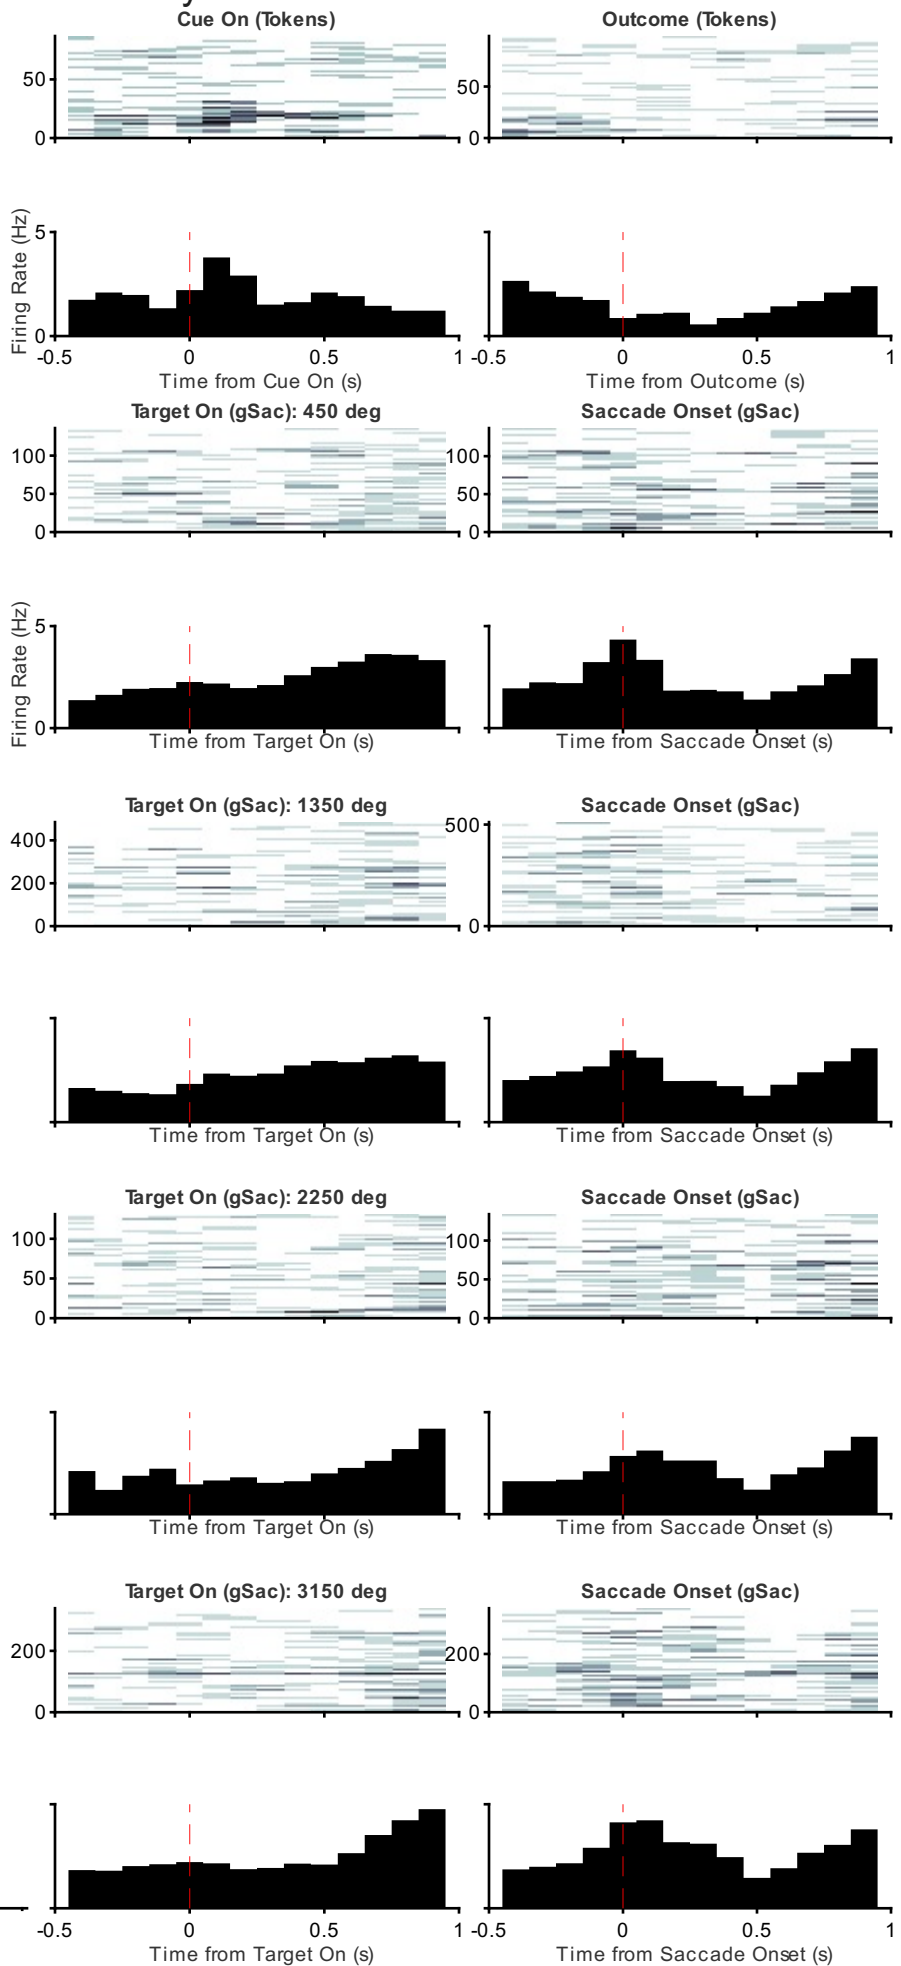 y
Cue On (Tokens) Outcome (Tokens)
50 50
0 0
Firing Rate (Hz)
5
0
-0.5 0 0.5 1 -0.5 0 0.5 1
Time from Cue On (s) Time from Outcome (s)
Target On (gSac): 450 deg Saccade Onset (gSac)
100 100
50 50
0 0
Firing Rate (Hz)
5
0
Time from Target On (s) Time from Saccade Onset (s)
Target On (gSac): 1350 deg Saccade Onset (gSac)
400 500
200
0 0
Time from Target On (s) Time from Saccade Onset (s)
Target On (gSac): 2250 deg Saccade Onset (gSac)
100 100
50 50
0 0
Time from Target On (s) Time from Saccade Onset (s)
Target On (gSac): 3150 deg Saccade Onset (gSac)
200 200
0 0
-0.5 0 0.5 1 -0.5 0 0.5 1
Time from Target On (s) Time from Saccade Onset (s)